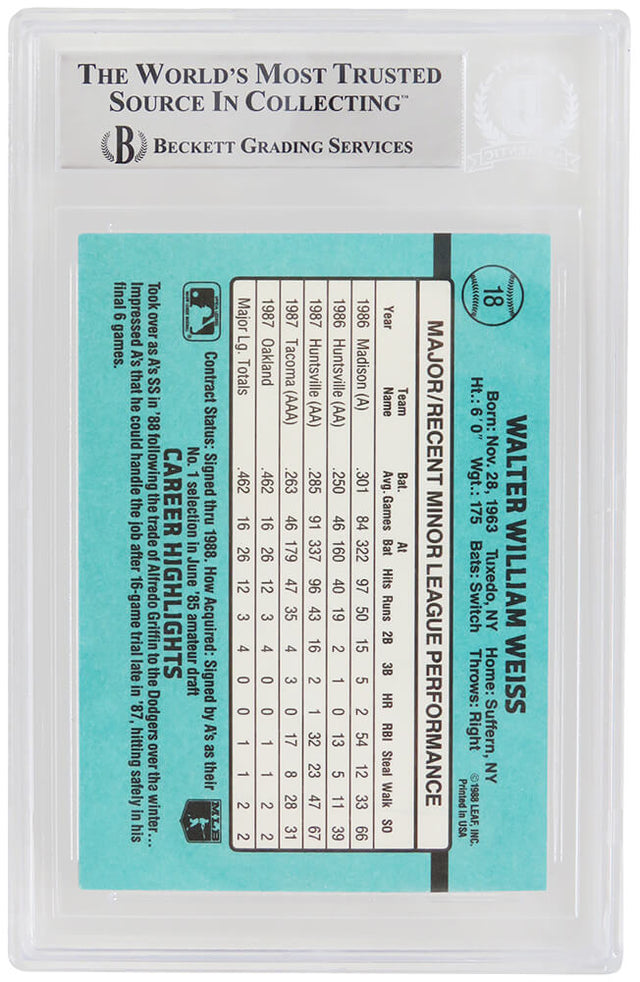 THE WORLD'S MOST TRUSTED
SOURCE IN COLLECTING™
B BECKETT GRADING SERVICES
18
WALTER WILLIAM WEISS
Born: Nov. 28, 1963 Tuxedo, NY Home: Suffern, NY
Ht.: 6'0" Wgt.: 175 Bats: Switch Throws: Right
©1988 LEAF, INC.
Printed in USA
MAJOR/RECENT MINOR LEAGUE PERFORMANCE
Year Team Name Bat. Avg. Games At Bat Hits Runs 2B 3B HR RBI Steal Walk SO
1986 Madison (A) .301 84 322 97 50 15 5 2 54 12 33 66
1986 Huntsville (AA) .250 46 160 40 19 2 1 0 13 5 11 39
1987 Huntsville (AA) .285 91 337 96 43 16 2 1 32 23 47 67
1987 Tacoma (AAA) .263 46 179 47 35 4 3 0 17 8 28 31
1987 Oakland .462 16 26 12 3 4 0 0 1 1 2 2
Major Lg. Totals .462 16 26 12 3 4 0 0 1 1 2 2
Contract Status: Signed thru 1988. How Acquired: Signed by A's as their
No. 1 selection in June '85 amateur draft
CAREER HIGHLIGHTS
MLB
Took over as A's SS in '88 following the trade of Alfredo Griffin to the Dodgers over tha winter...
Impressed A's that he could handle the job after 16-game trial late in '87, hitting safely in his
final 6 games.